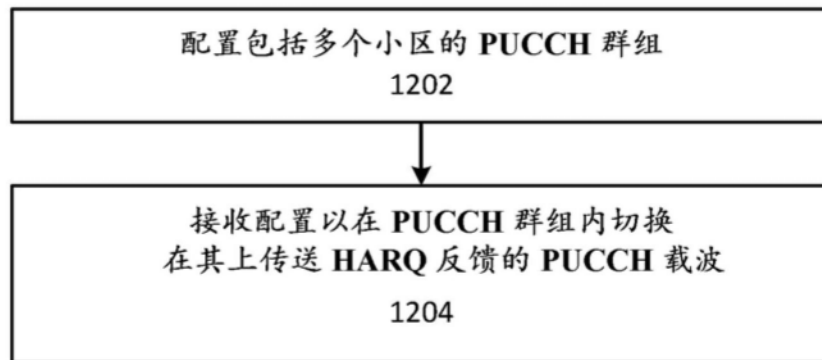 配置包括多个小区的 PUCCH 群组
1202
接收配置以在 PUCCH 群组内切换
在其上传送 HARQ 反馈的 PUCCH 载波
1204